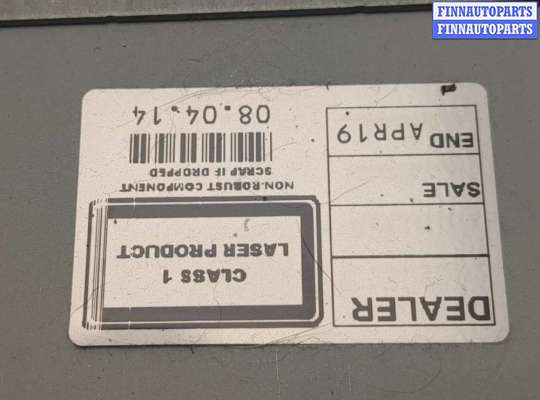 FINNAUTOPARTS
FINNAUTOPARTS
DEALER
SALE
END APR19
CLASS 1
LASER PRODUCT
NON-ROBUST COMPONENT
SCRAP IF DROPPED
08.04.14